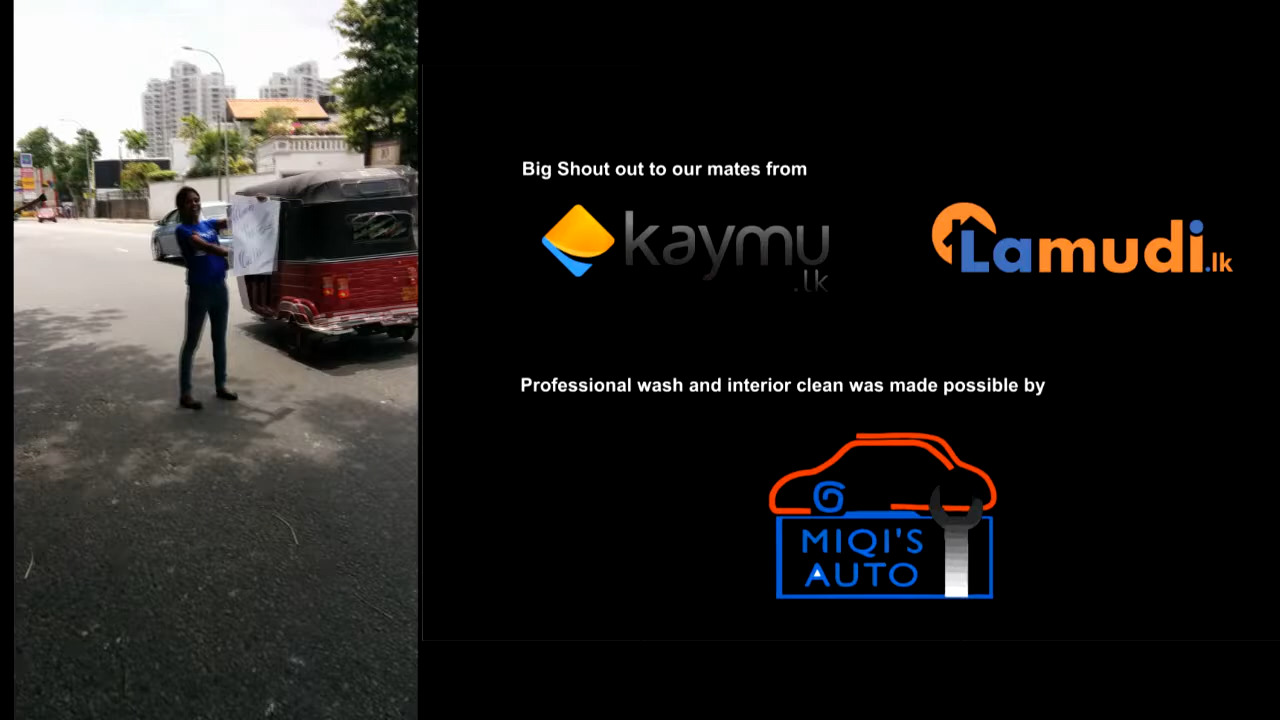 Big Shout out to our mates from
kaymu
.lk
Lamudi.lk
Professional wash and interior clean was made possible by
MIQI'S
AUTO